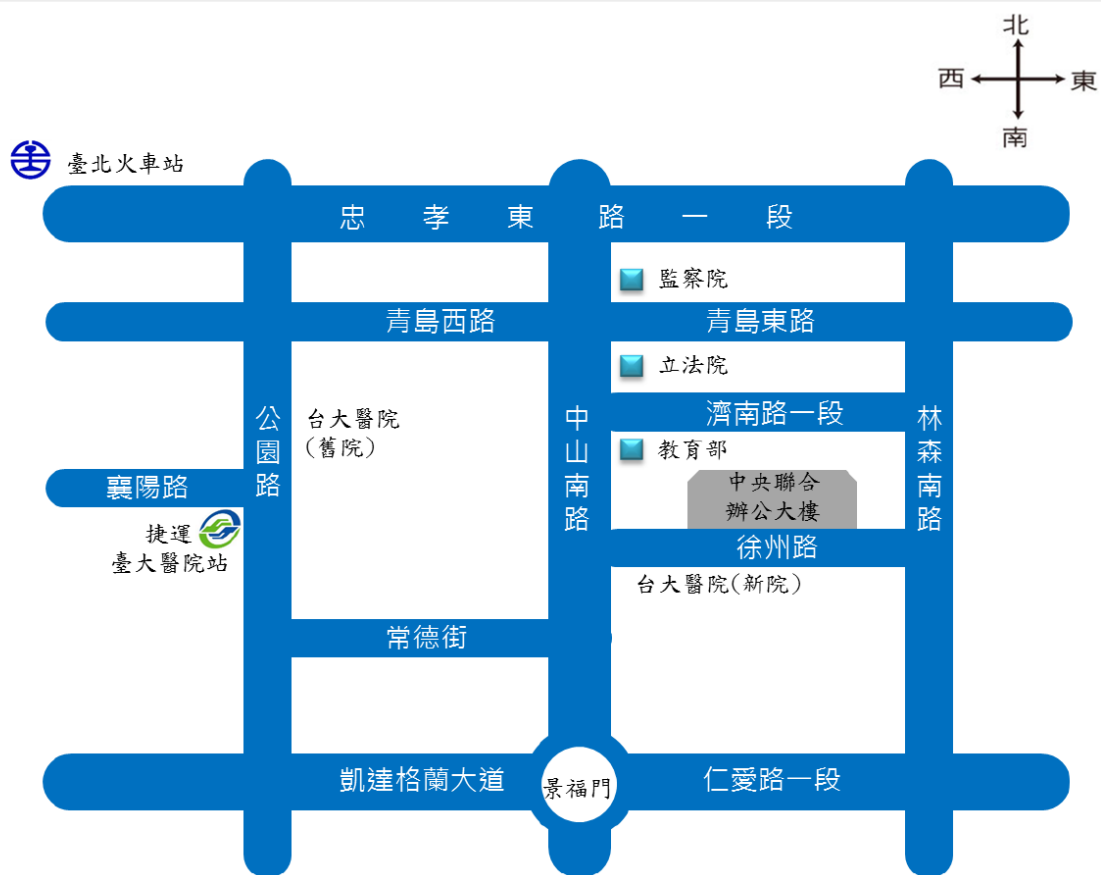 北
西
東
南
臺北火車站
忠孝東路一段
監察院
青島西路
青島東路
立法院
公園路
台大醫院
(舊院)
中山南路
濟南路一段
林森南路
教育部
襄陽路
中央聯合
辦公大樓
捷運
臺大醫院站
徐州路
台大醫院(新院)
常德街
凱達格蘭大道
景福門
仁愛路一段